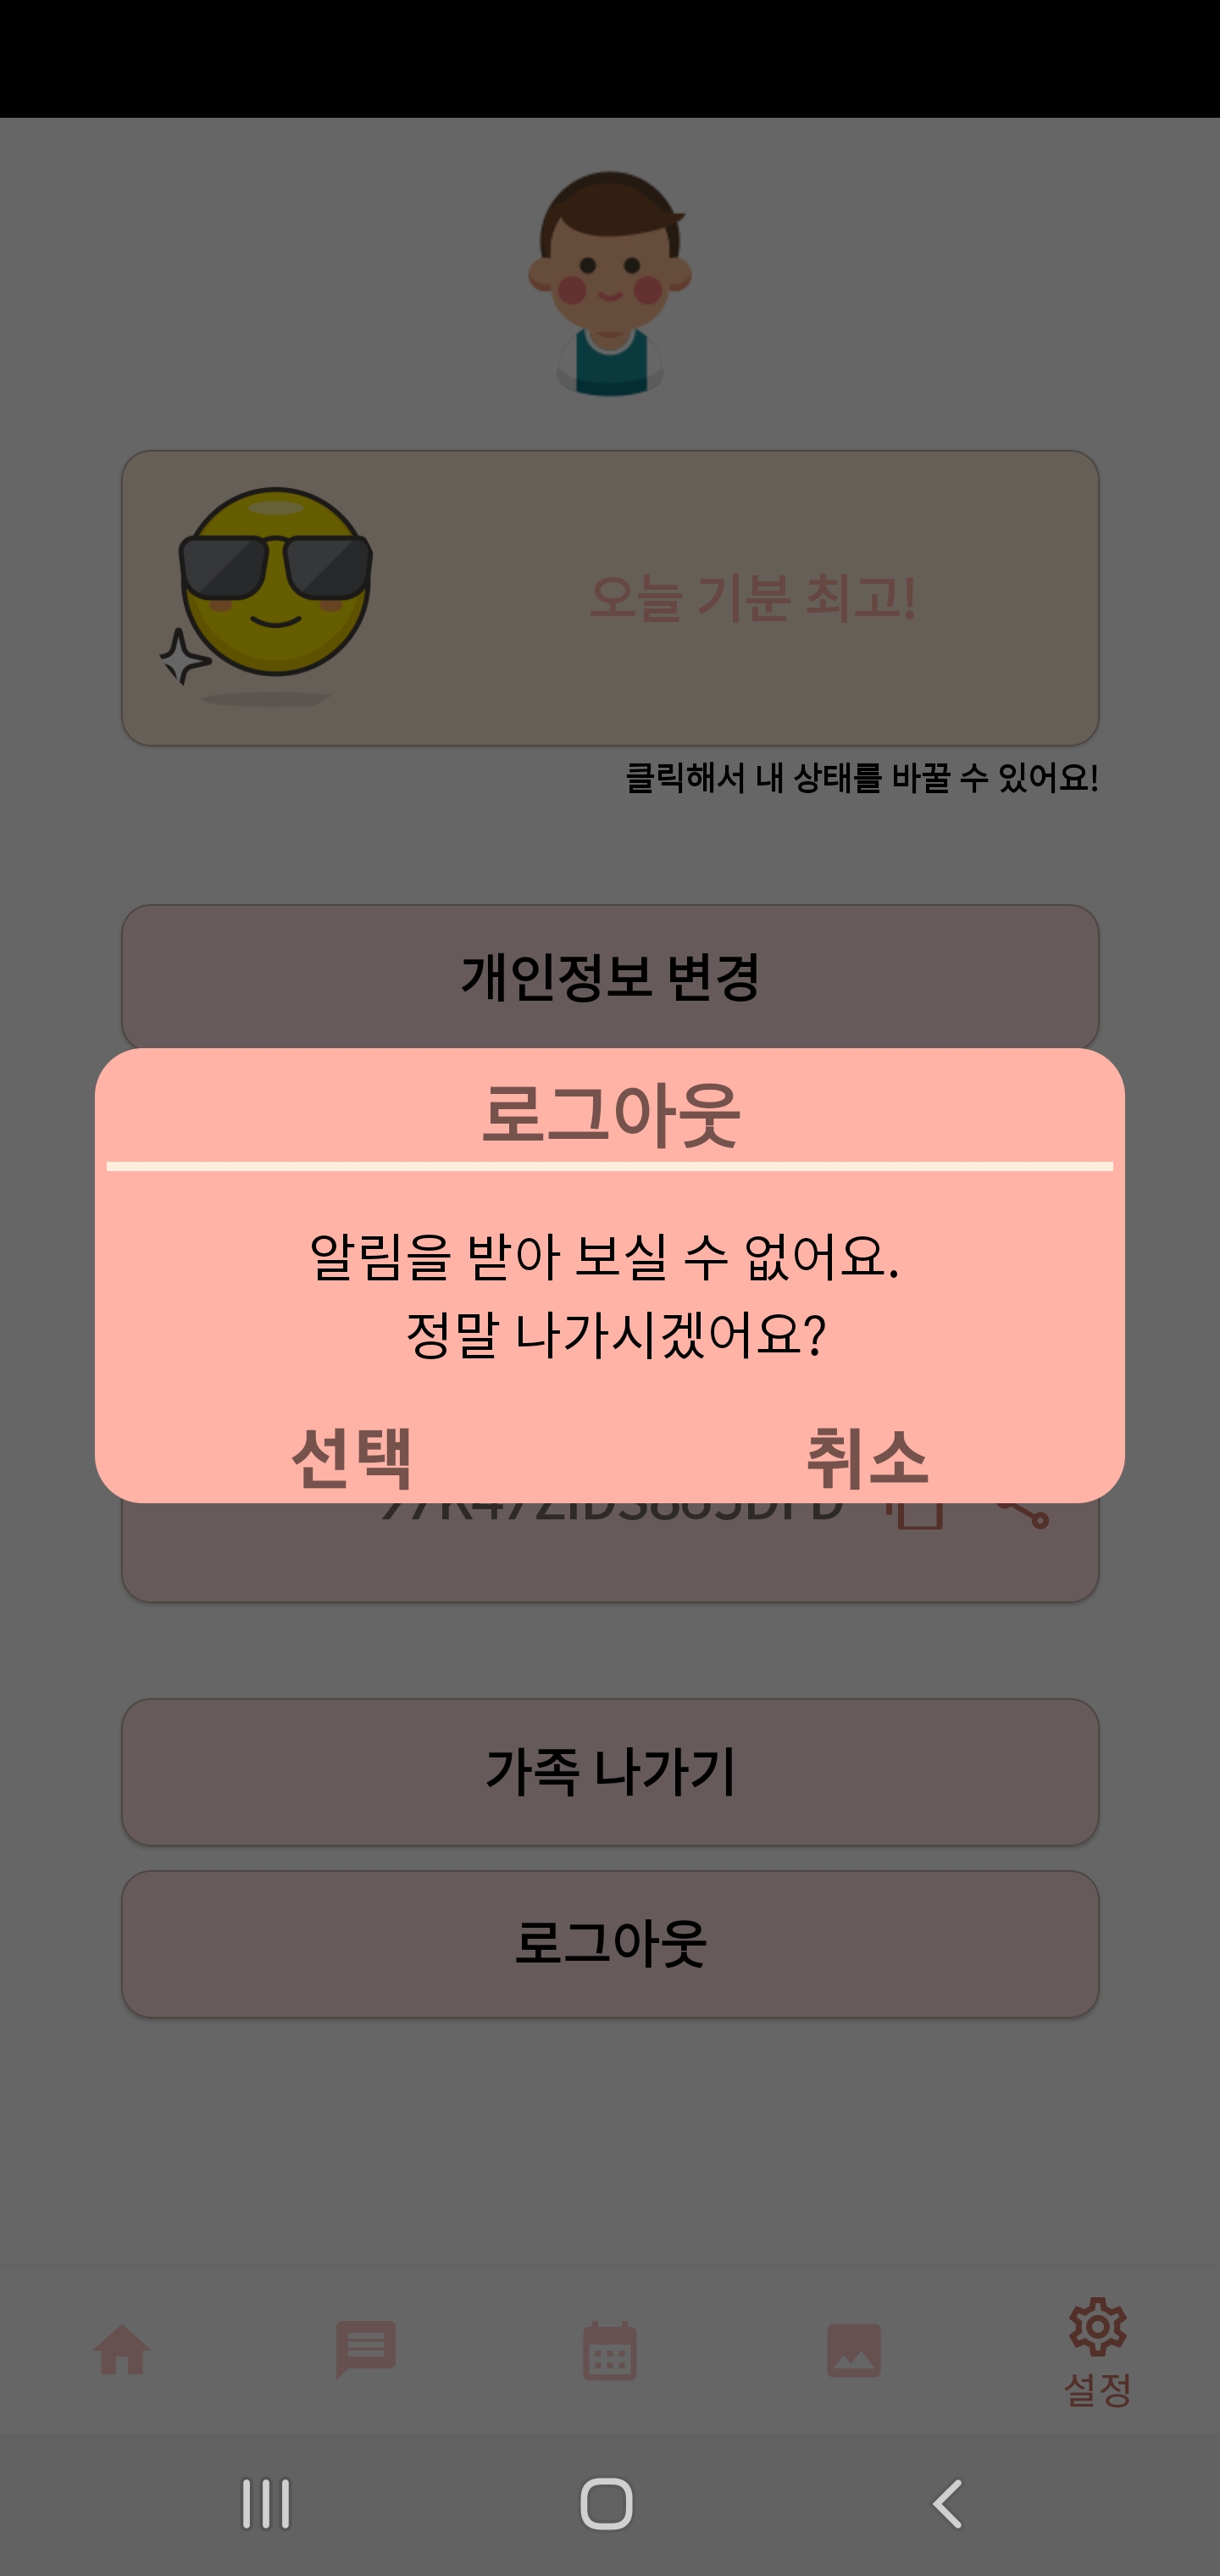 오늘 기분 최고!
클릭해서 내 상태를 바꿀 수 있어요!
개인정보 변경
로그아웃
알림을 받아 보실 수 없어요.
정말 나가시겠어요?
선택
취소
가족 나가기
로그아웃
설정